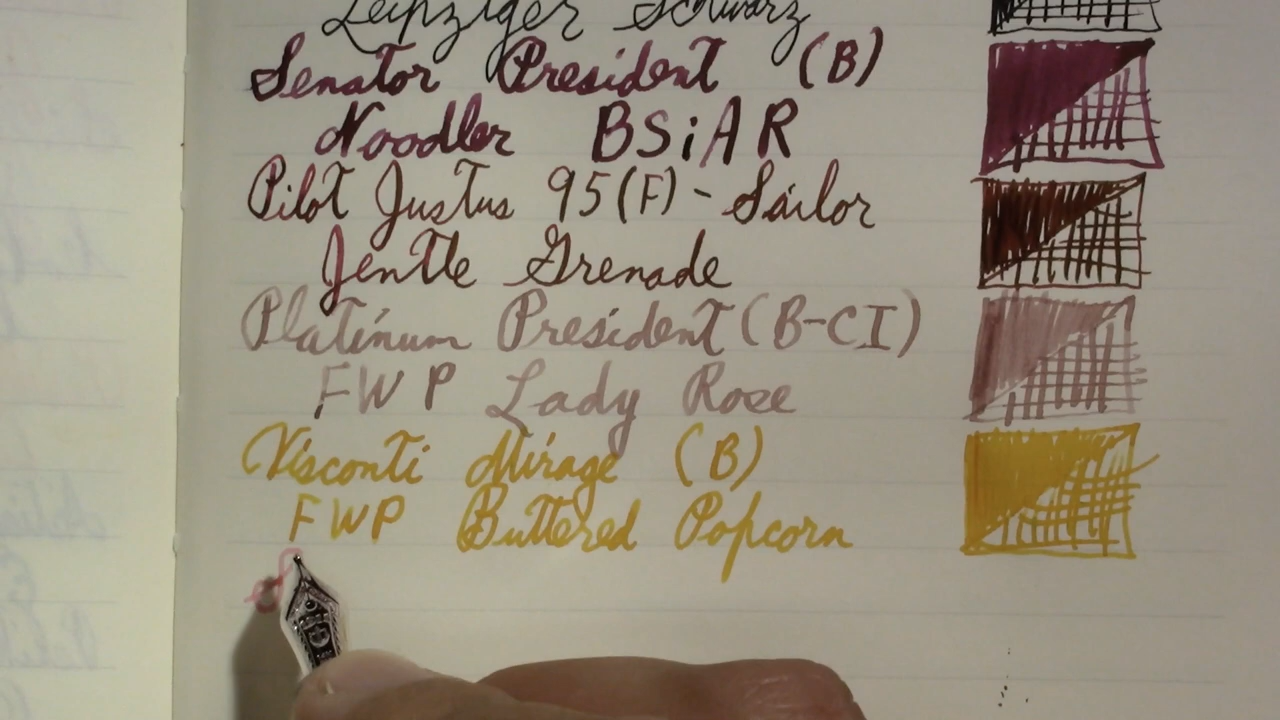 Leipziger Schwarz
Senator President (B)
Noodler BSiAR
Pilot Justus 95(F) - Sailor
Jentle Grenade
Platinum President (B-CI)
FWP Lady Rose
Visconti Mirage (B)
FWP Buttered Popcorn